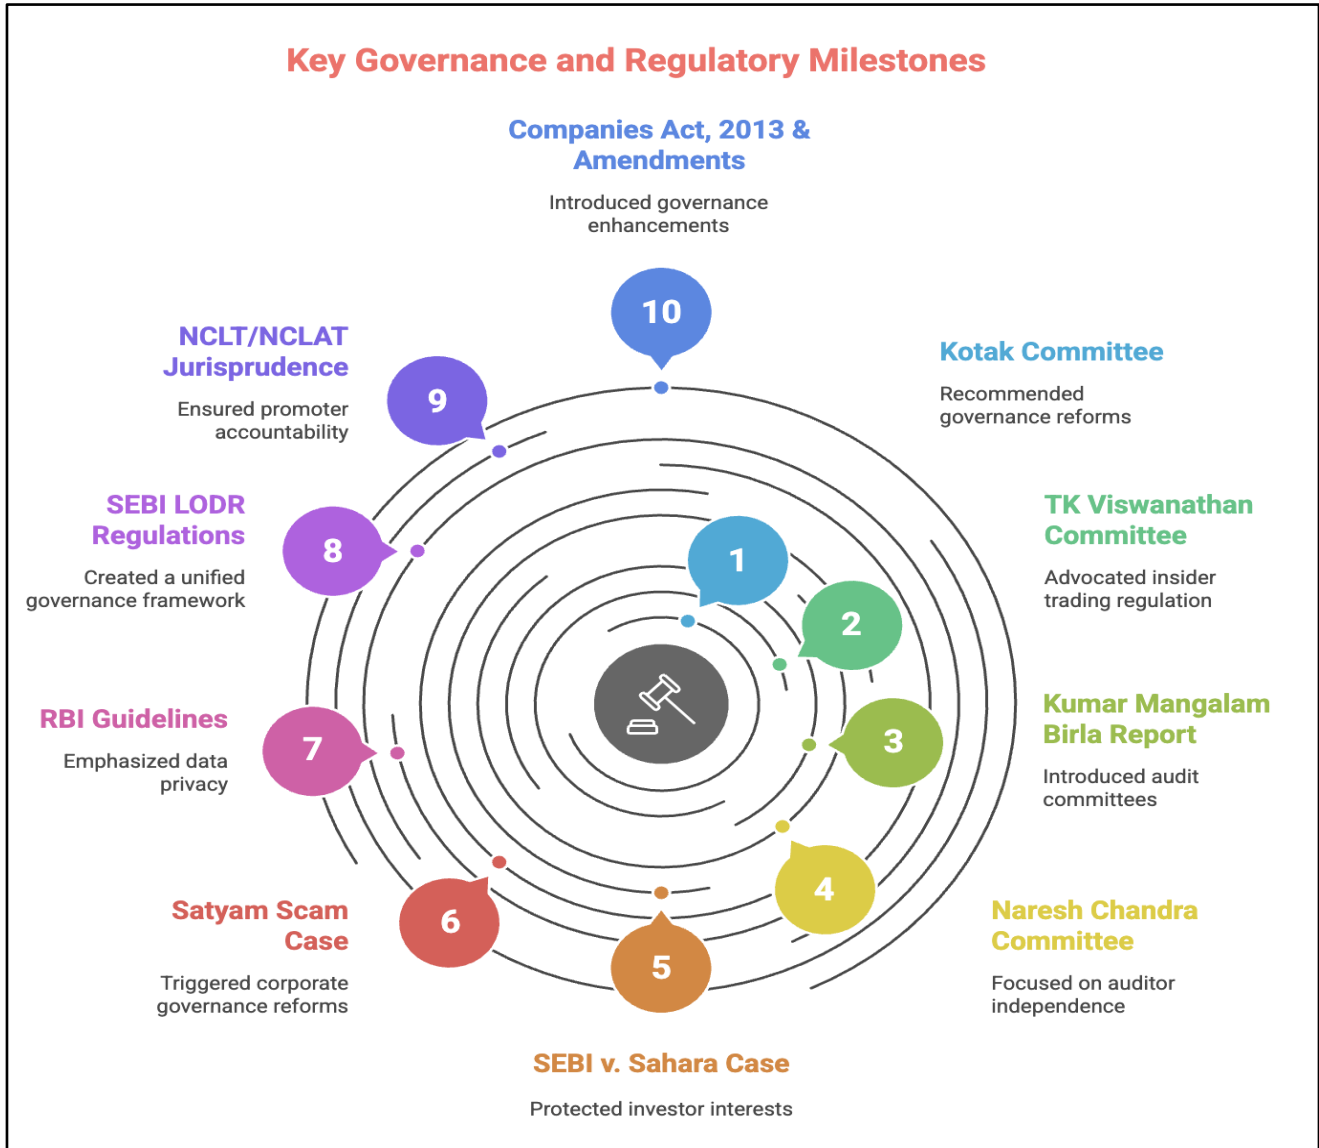 Key Governance and Regulatory Milestones
Companies Act, 2013 &
Amendments
Introduced governance
enhancements
10
NCLT/NCLAT
Jurisprudence
Ensured promoter
accountability
9
Kotak Committee
Recommended
governance reforms
1
SEBI LODR
Regulations
Created a unified
governance framework
8
TK Viswanathan
Committee
Advocated insider
trading regulation
2
RBI Guidelines
Emphasized data
privacy
7
Kumar Mangalam
Birla Report
Introduced audit
committees
3
Satyam Scam
Case
Triggered corporate
governance reforms
6
Naresh Chandra
Committee
Focused on auditor
independence
4
5
SEBI v. Sahara Case
Protected investor interests